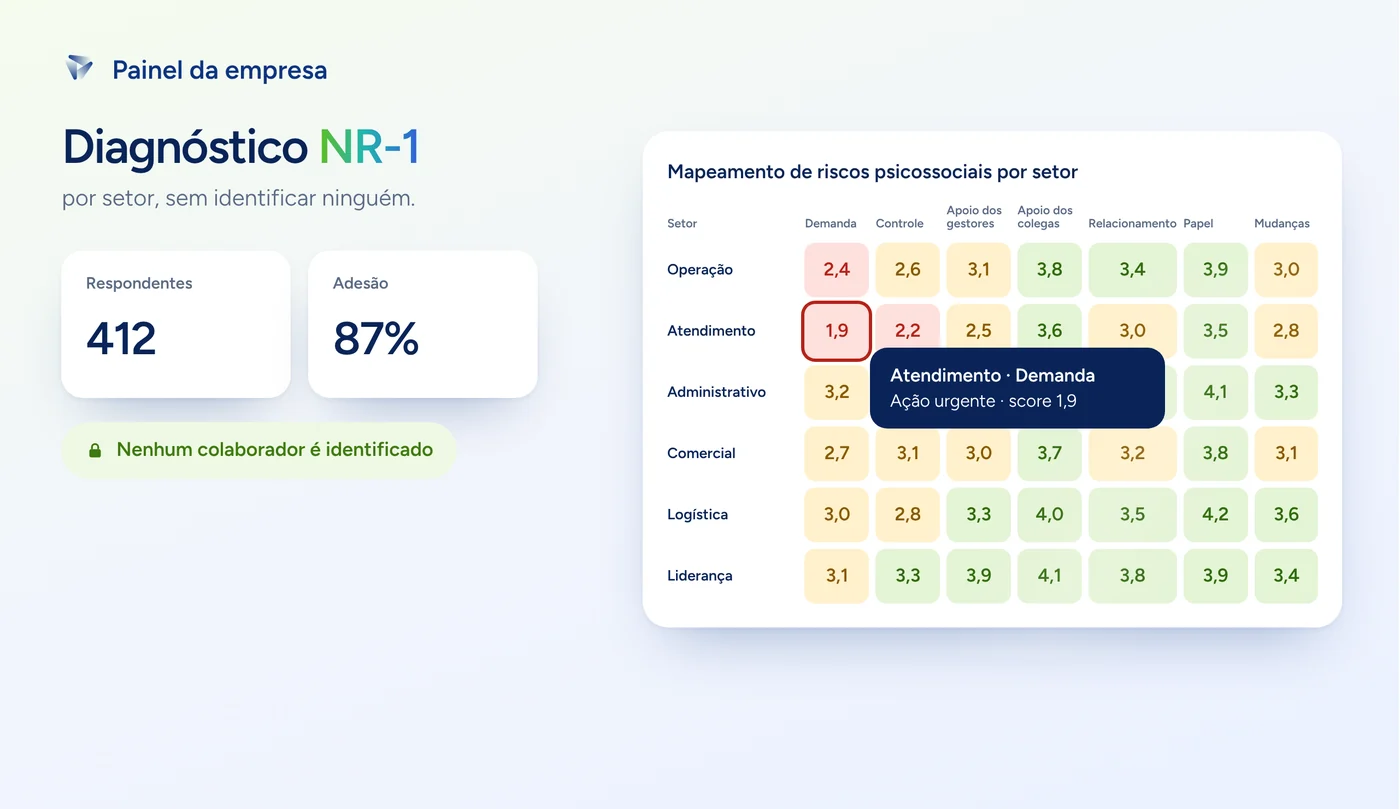 Painel da empresa
Diagnóstico NR-1
por setor, sem identificar ninguém.
Respondentes
412
Adesão
87%
Nenhum colaborador é identificado
Mapeamento de riscos psicossociais por setor
Setor Demanda Controle Apoio dos gestores Apoio dos colegas Relacionamento Papel Mudanças
Operação 2,4 2,6 3,1 3,8 3,4 3,9 3,0
Atendimento 1,9 2,2 2,5 3,6 3,0 3,5 2,8
Atendimento · Demanda
Ação urgente · score 1,9
Administrativo 3,2 4,1 3,3
Comercial 2,7 3,1 3,0 3,7 3,2 3,8 3,1
Logística 3,0 2,8 3,3 4,0 3,5 4,2 3,6
Liderança 3,1 3,3 3,9 4,1 3,8 3,9 3,4